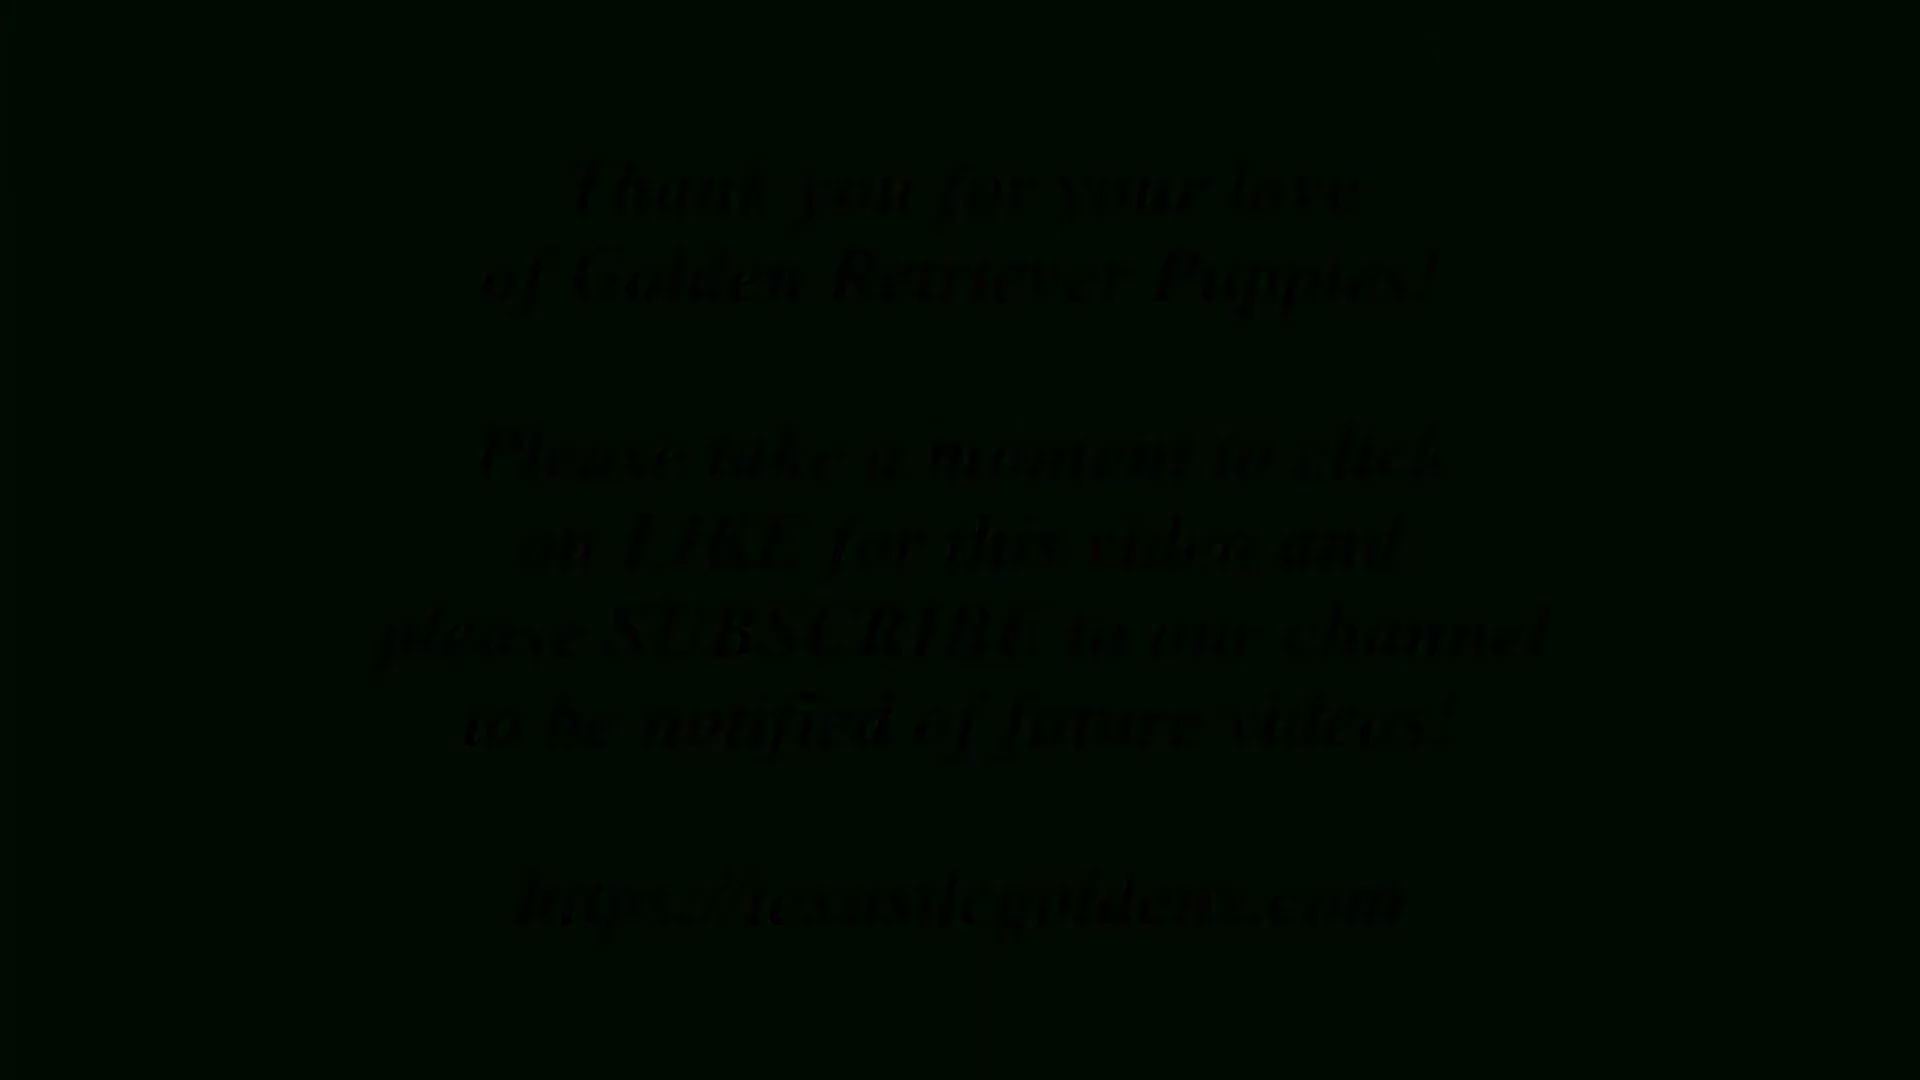 Thank you for your love
of Golden Retriever Puppies!
Please take a moment to click
on LIKE for this video and
please SUBSCRIBE to our channel
to be notified of future videos!